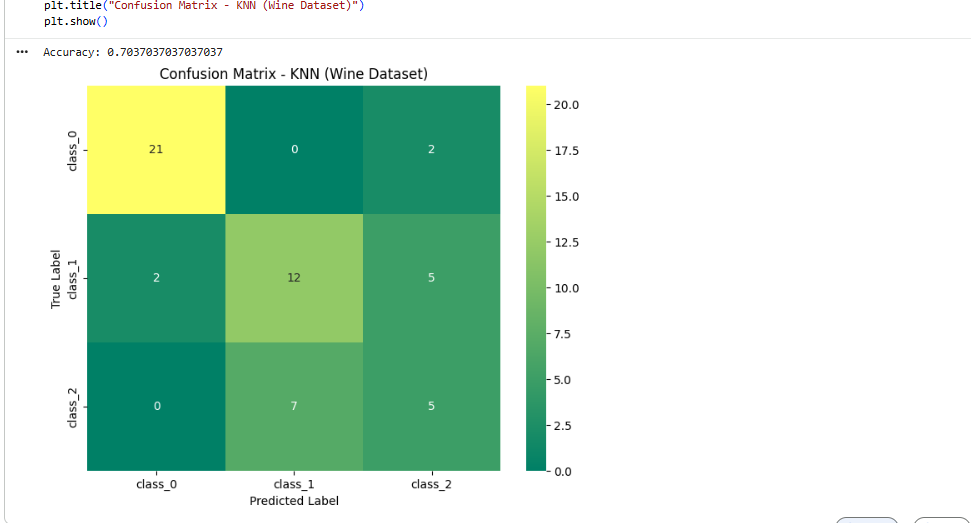 plt.title("Confusion Matrix - KNN (Wine Dataset)")
plt.show()
Accuracy: 0.7037037037037037
Confusion Matrix - KNN (Wine Dataset)
class_0
21 0 2
20.0
17.5
15.0
True Label
class_1
2 12 5
12.5
10.0
7.5
class_2
0 7 5
5.0
2.5
0.0
class_0 class_1 class_2
Predicted Label